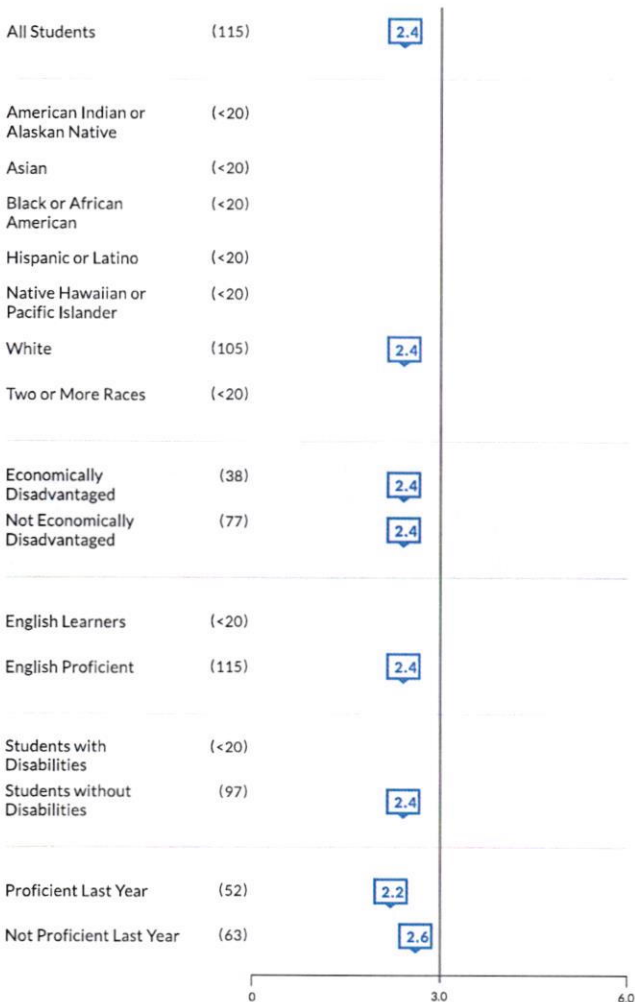 All Students (115) 2.4
American Indian or (<20)
Alaskan Native
Asian (<20)
Black or African (<20)
American
Hispanic or Latino (<20)
Native Hawaiian or (<20)
Pacific Islander
White (105) 2.4
Two or More Races (<20)
Economically (38) 2.4
Disadvantaged
Not Economically (77) 2.4
Disadvantaged
English Learners (<20)
English Proficient (115) 2.4
Students with (<20)
Disabilities
Students without (97) 2.4
Disabilities
Proficient Last Year (52) 2.2
Not Proficient Last Year (63) 2.6
0 3.0 6.0